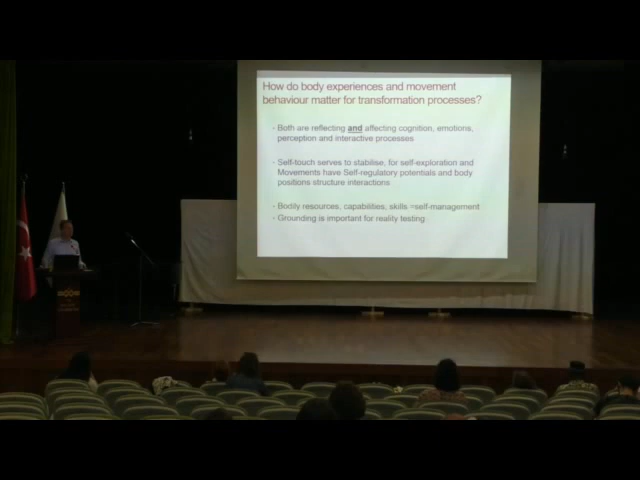 How do body experiences and movement
behaviour matter for transformation processes?
• Both are reflecting and affecting cognition, emotions,
perception and interactive processes
• Self-touch serves to stabilise, for self-exploration and
Movements have Self-regulatory potentials and body
positions structure interactions
• Bodily resources, capabilities, skills =self-management
• Grounding is important for reality testing